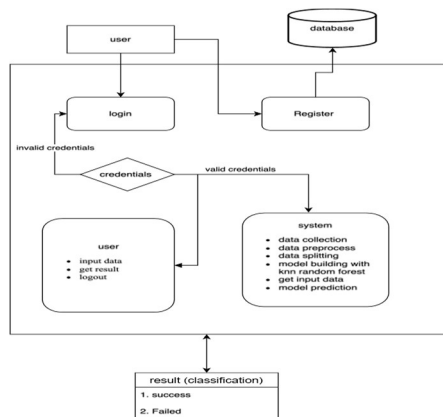 database
user
login
Register
invalid credentials
credentials
valid credentials
user
• input data
• get result
• logout
system
• data collection
• data preprocess
• data splitting
• model building with
knn random forest
• get input data
• model prediction
result (classification)
1. success
2. Failed